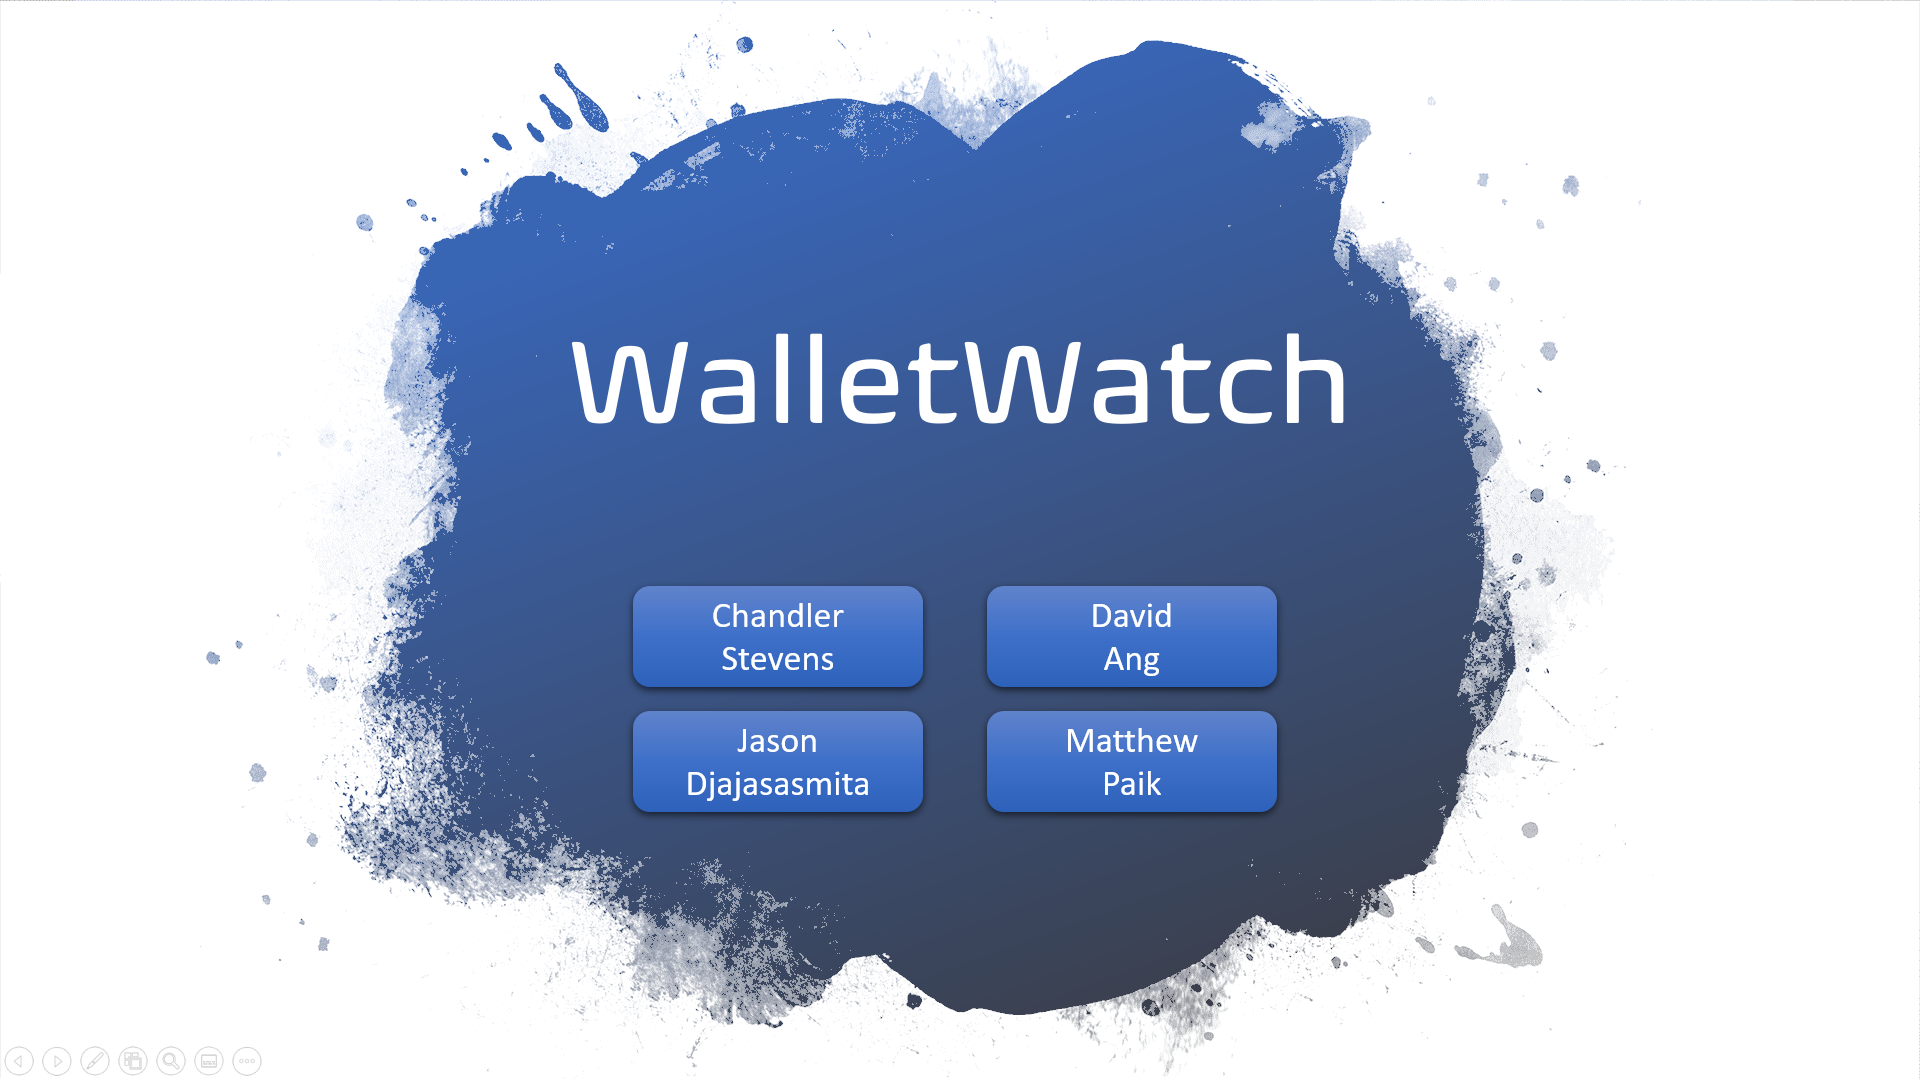 WalletWatch
Chandler
Stevens
David
Ang
Jason
Djajasasmita
Matthew
Paik